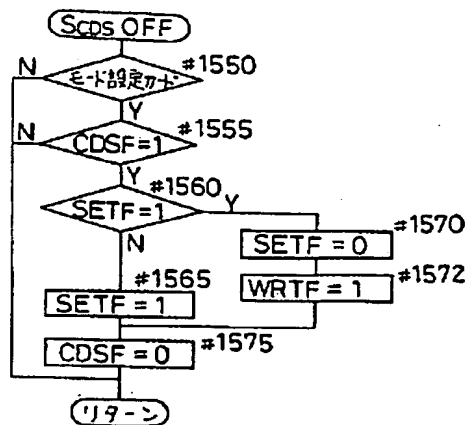 SCDS OFF
N
モード設定カード
#1550
Y
N
CDSF=1
#1555
Y
#1560
SETF=1
Y
N
#1570
SETF=0
#1572
WRTF=1
#1565
SETF=1
#1575
CDSF=0
リターン